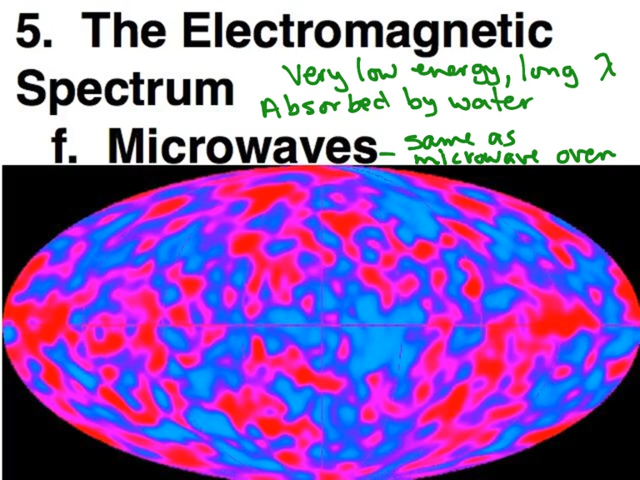 5. The Electromagnetic
Spectrum
Very low energy, long λ
Absorbed by water
f. Microwaves- same as
microwave oven